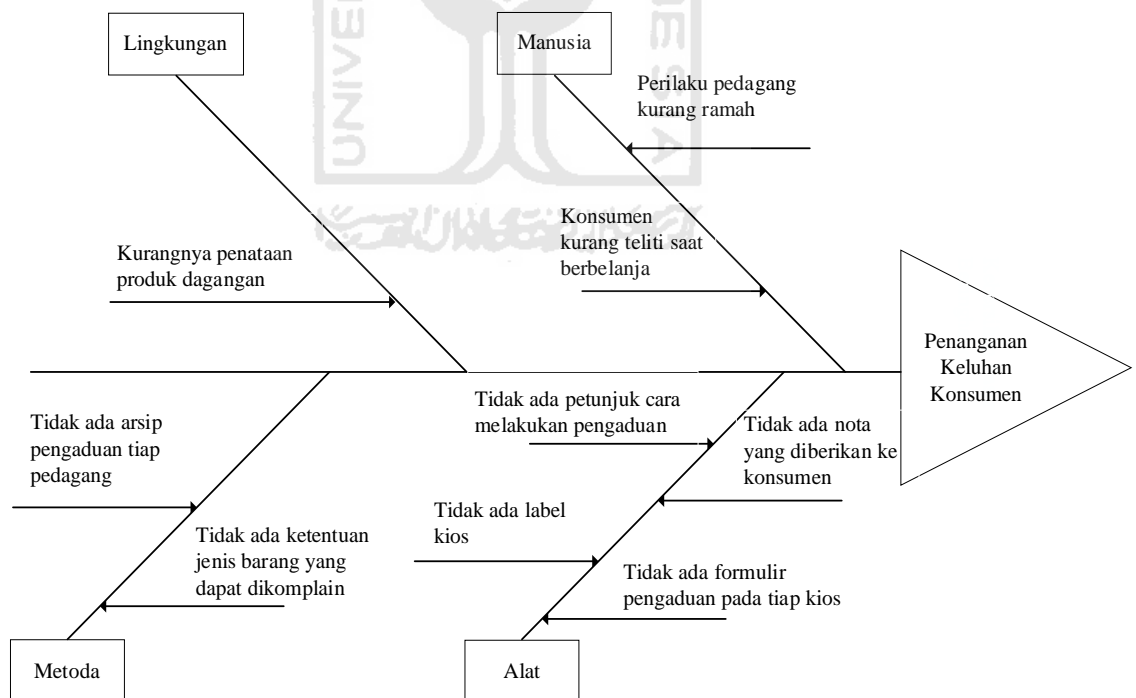 Lingkungan
Manusia
Perilaku pedagang
kurang ramah
Konsumen
kurang teliti saat
berbelanja
Kurangnya penataan
produk dagangan
Penanganan
Keluhan
Konsumen
Tidak ada petunjuk cara
melakukan pengaduan
Tidak ada nota
yang diberikan ke
konsumen
Tidak ada arsip
pengaduan tiap
pedagang
Tidak ada label
kios
Tidak ada ketentuan
jenis barang yang
dapat dikomplain
Tidak ada formulir
pengaduan pada tiap kios
Metoda
Alat